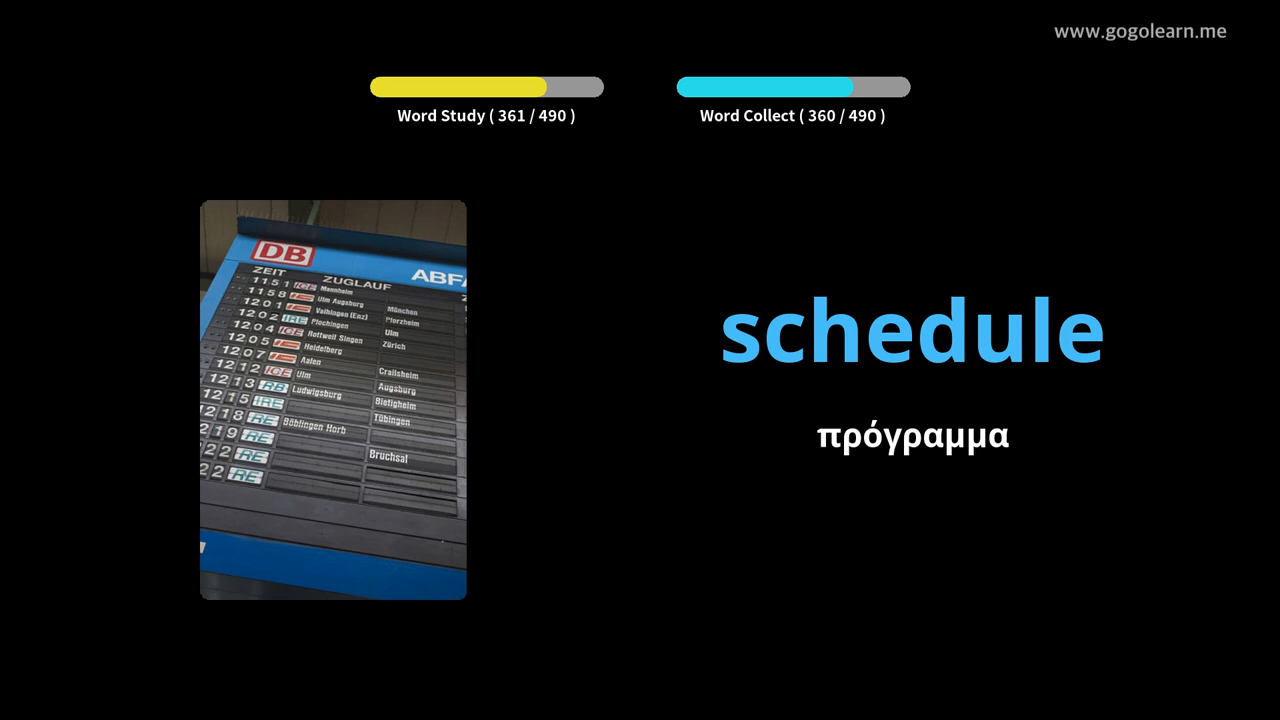 www.gogolearn.me
Word Study ( 361 / 490 )
Word Collect ( 360 / 490 )
DB
ABFA
ZEIT ZUGLAUF
1151 ICE Mannheim
1158 Ulm Augsburg München
1201 Vaihingen (Enz) Pforzheim
1202 IRE Plochingen Ulm
1204 ICE Rottweil Singen Zürich
1205 Heidelberg
1207 Aalen Crailsheim
1212 ICE Ulm Augsburg
1213 RB Ludwigsburg Bietigheim
1215 IRE Tübingen
1218 RE Böblingen Horb
219 RE
22 RE Bruchsal
22 RE
schedule
πρόγραμμα